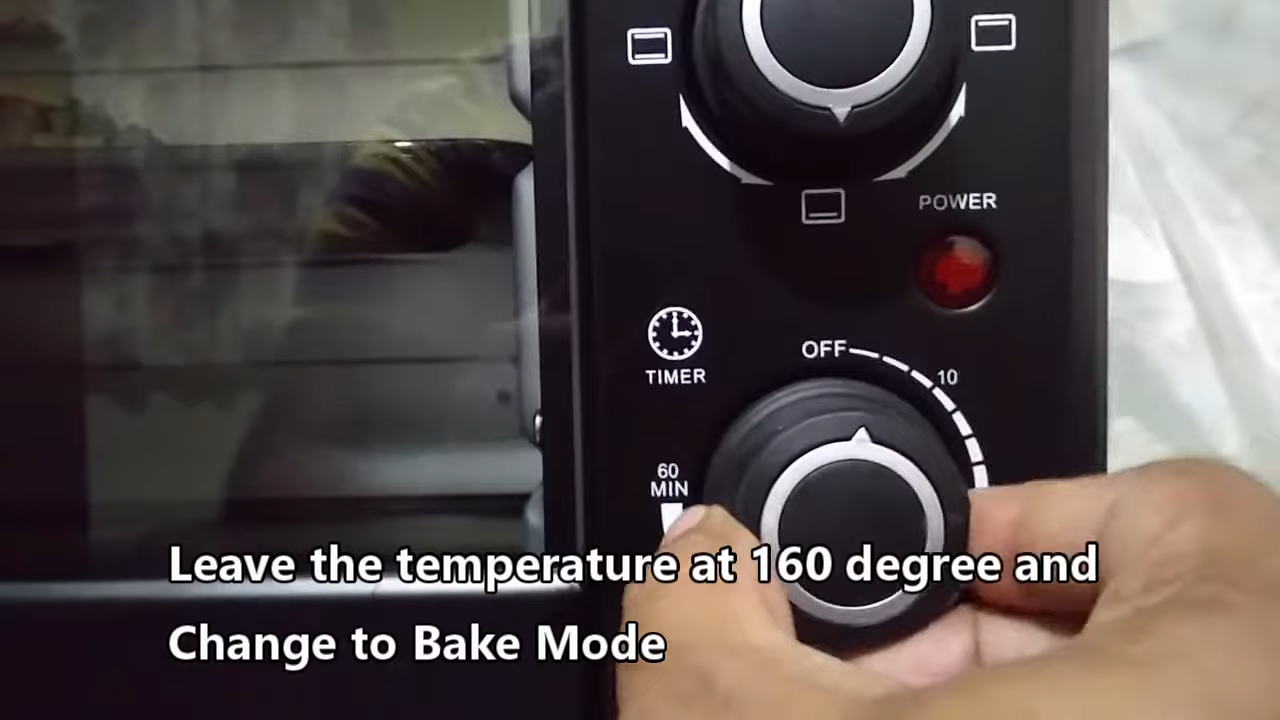 POWER
OFF
10
TIMER
60
MIN
Leave the temperature at 160 degree and
Change to Bake Mode